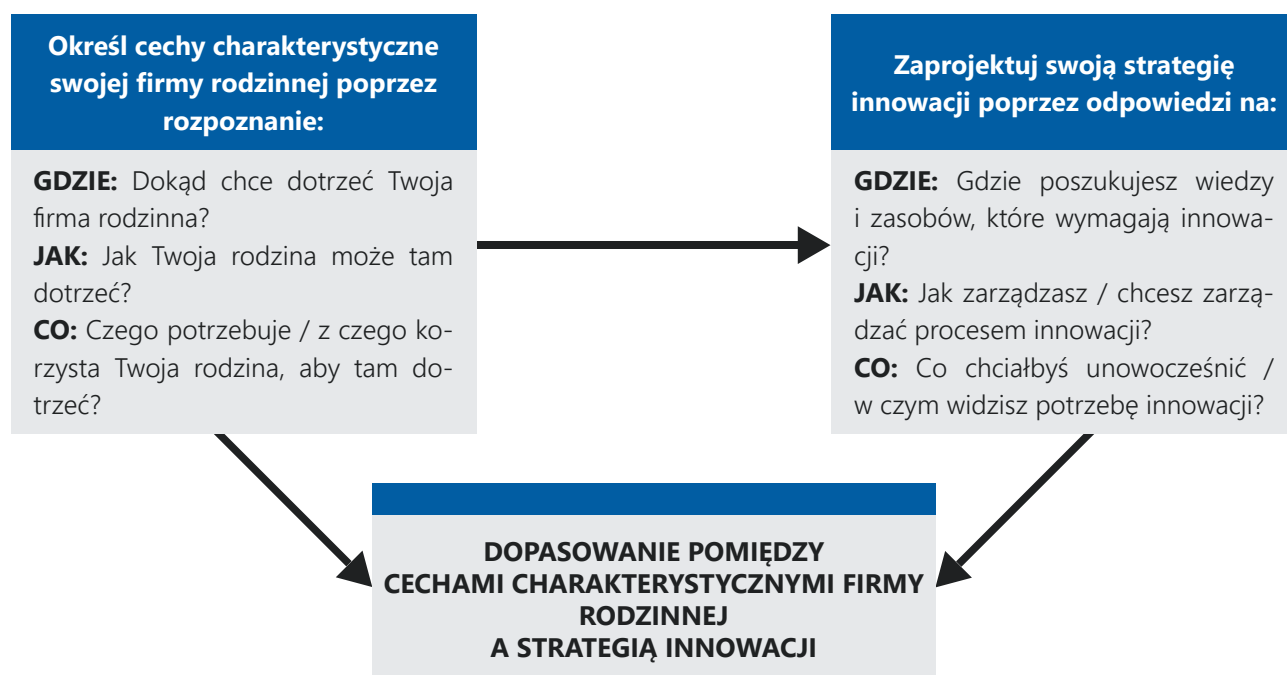 Określ cechy charakterystyczne
swojej firmy rodzinnej poprzez
rozpoznanie:
GDZIE: Dokąd chce dotrzeć Twoja
firma rodzinna?
JAK: Jak Twoja rodzina może tam
dotrzeć?
CO: Czego potrzebuje / z czego ko-
rzysta Twoja rodzina, aby tam do-
trzeć?
Zaprojektuj swoją strategię
innowacji poprzez odpowiedzi na:
GDZIE: Gdzie poszukujesz wiedzy
i zasobów, które wymagają innowa-
cji?
JAK: Jak zarządzasz / chcesz zarzą-
dzać procesem innowacji?
CO: Co chciałbyś unowocześnić /
w czym widzisz potrzebę innowacji?
DOPASOWANIE POMIĘDZY
CECHAMI CHARAKTERYSTYCZNYMI FIRMY
RODZINNEJ
A STRATEGIĄ INNOWACJI